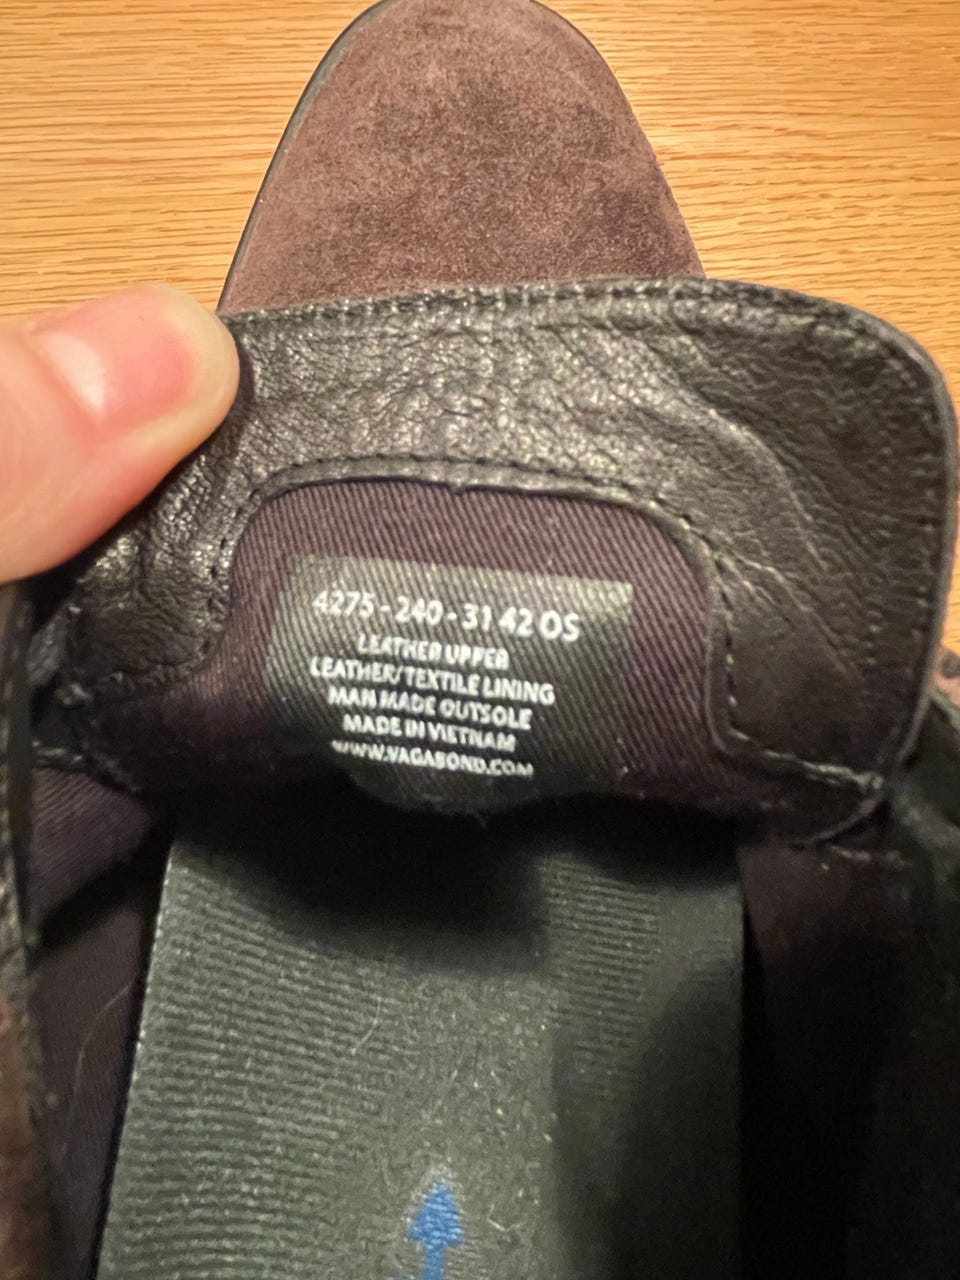 4275 - 240 - 31 42 OS
LEATHER UPPER
LEATHER/TEXTILE LINING
MAN MADE OUTSOLE
MADE IN VIETNAM
WWW.VAGABOND.COM